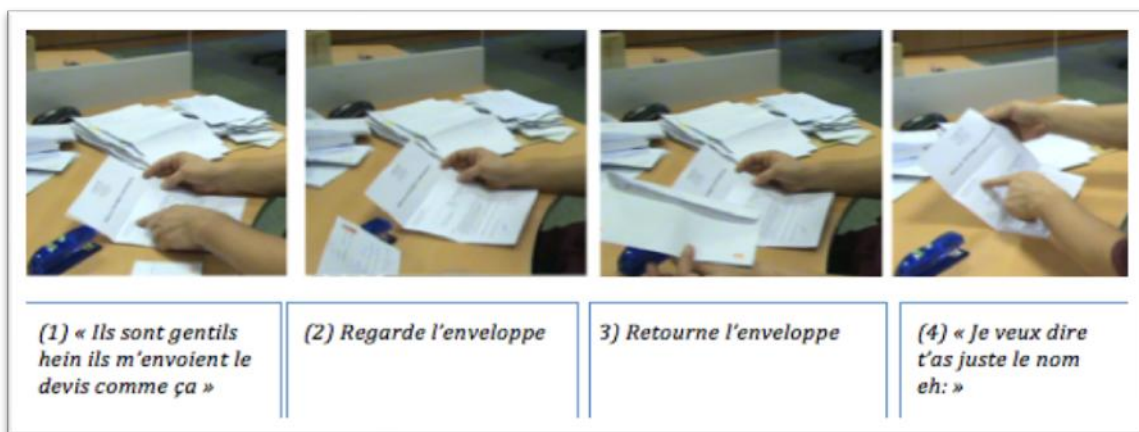 (1) « Ils sont gentils
hein ils m'envoient le
devis comme ça »
(2) Regarde l'enveloppe
3) Retourne l'enveloppe
(4) « Je veux dire
t'as juste le nom
eh: »